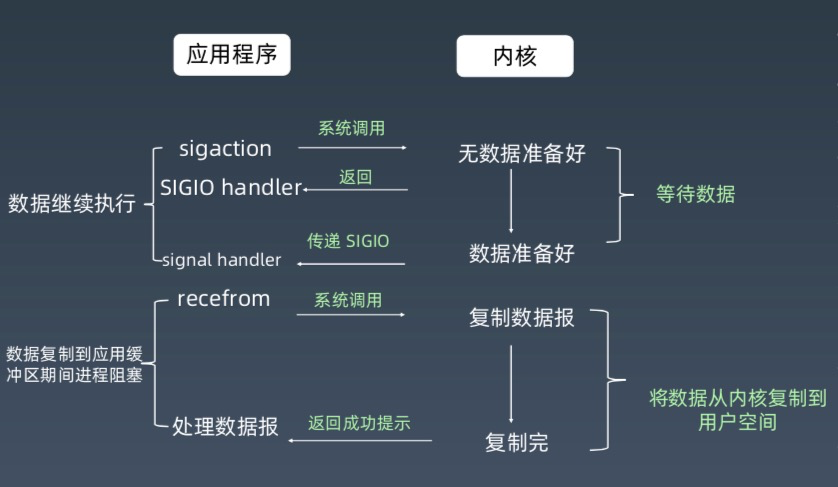 应用程序
内核
系统调用
sigaction
无数据准备好
返回
SIGIO handler
等待数据
数据继续执行
传递 SIGIO
数据准备好
signal handler
recefrom
系统调用
复制数据报
数据复制到应用缓
冲区期间进程阻塞
将数据从内核复制到
用户空间
返回成功提示
处理数据报
复制完